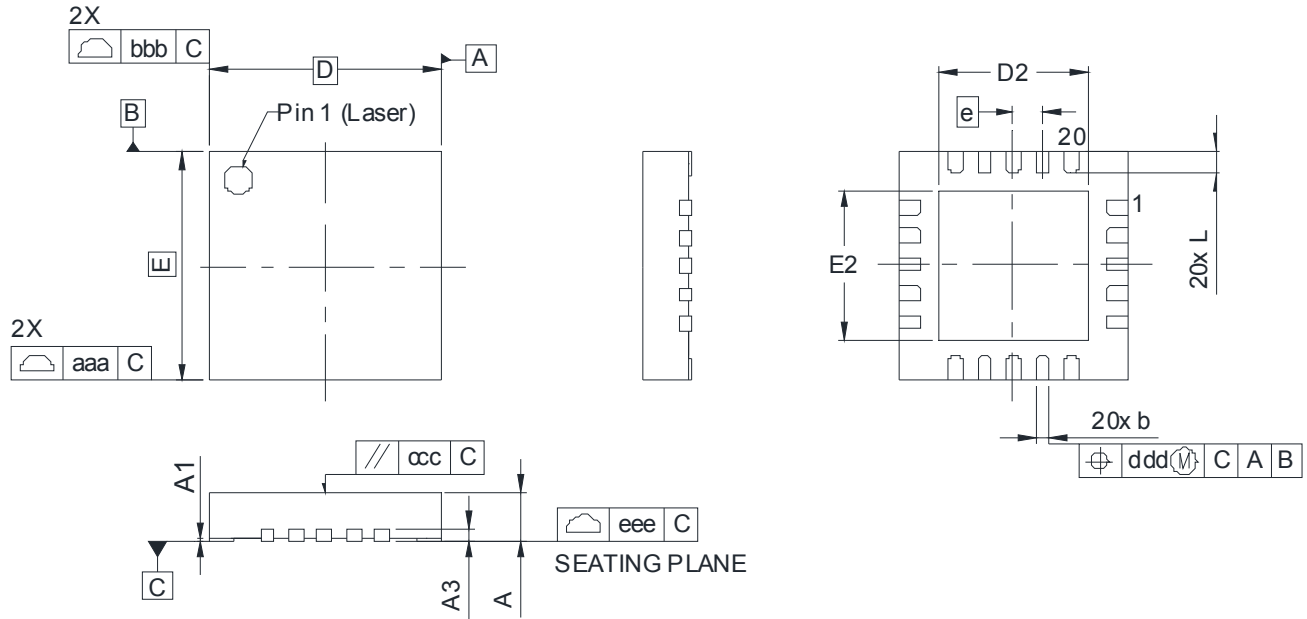 2X
bbb C
D
A
B
Pin 1 (Laser)
E
2X
aaa C
D2
e
20
1
E2
20x L
20x b
ddd M C A B
// ccc C
A1
C
A3
A
eee C
SEATING PLANE